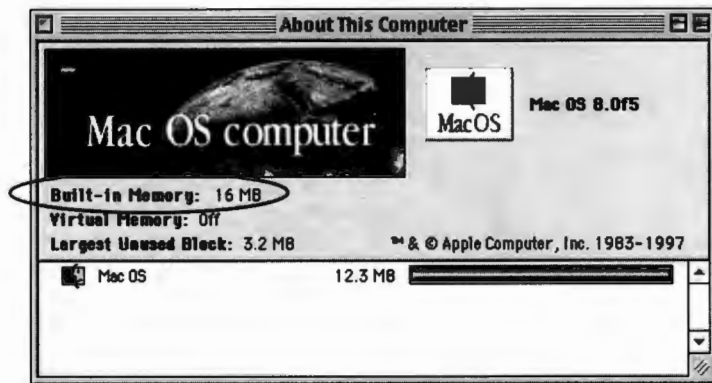 About This Computer
Mac OS computer
MacOS
Mac OS 8.0f5
Built-in Memory: 16 MB
Virtual Memory: Off
Largest Unused Block: 3.2 MB
™ & © Apple Computer, Inc. 1983-1997
Mac OS 12.3 MB